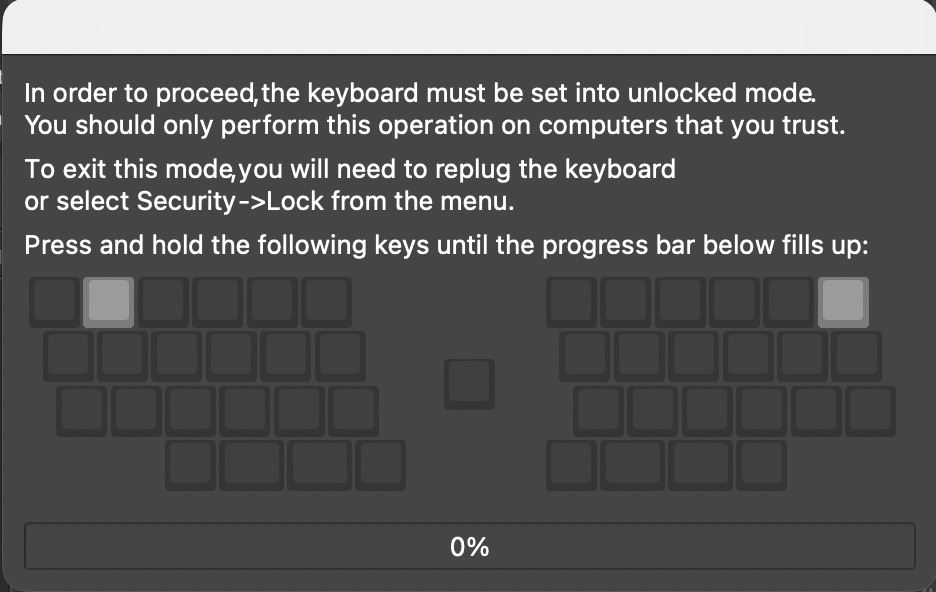 In order to proceed,the keyboard must be set into unlocked mode.
You should only perform this operation on computers that you trust.
To exit this mode,you will need to replug the keyboard
or select Security->Lock from the menu.
Press and hold the following keys until the progress bar below fills up:
0%